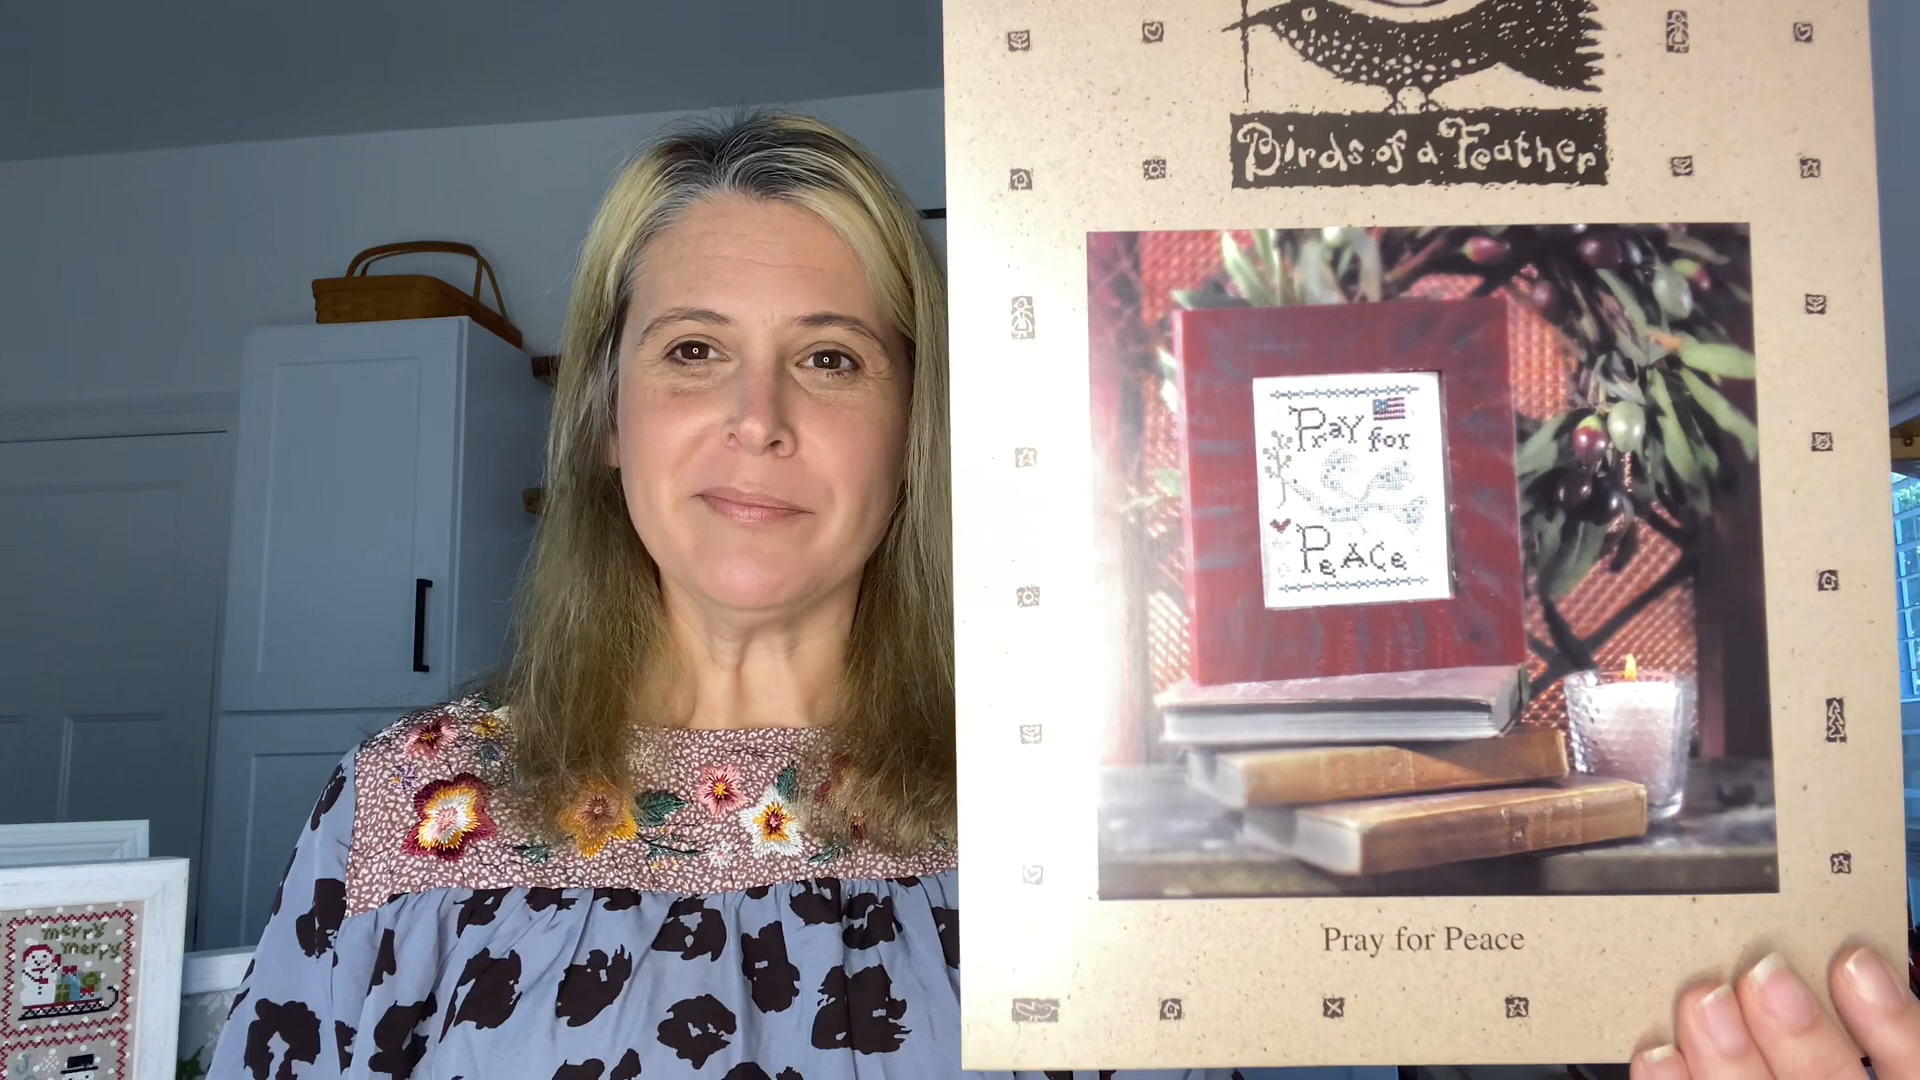 Birds of a Feather
Pray for
Peace
Pray for Peace
merry
merry
J